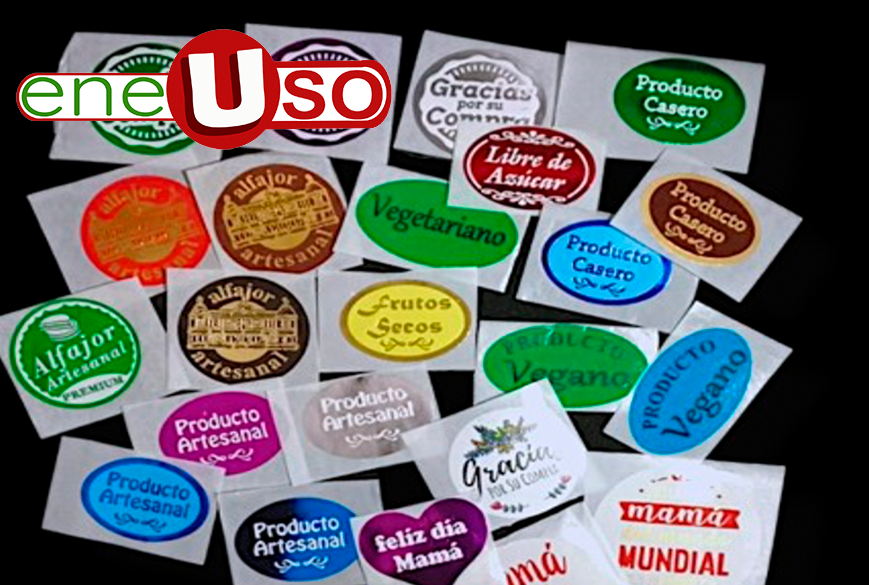 eneUso
Gracias
por su
Compra
Producto
Casero
Libre de
Azúcar
alfajor
artesanal
alfajor
artesanal
Vegetariano
Producto
Casero
Producto
Casero
Alfajor
Artesanal
PREMIUM
alfajor
artesanal
Frutos
Secos
PRODUCTO
Vegano
PRODUCTO
Vegano
Producto
Artesanal
Producto
Artesanal
Gracias
POR SU COMPRA
Producto
Artesanal
Producto
Artesanal
feliz día
Mamá
má
mamá
MUNDIAL